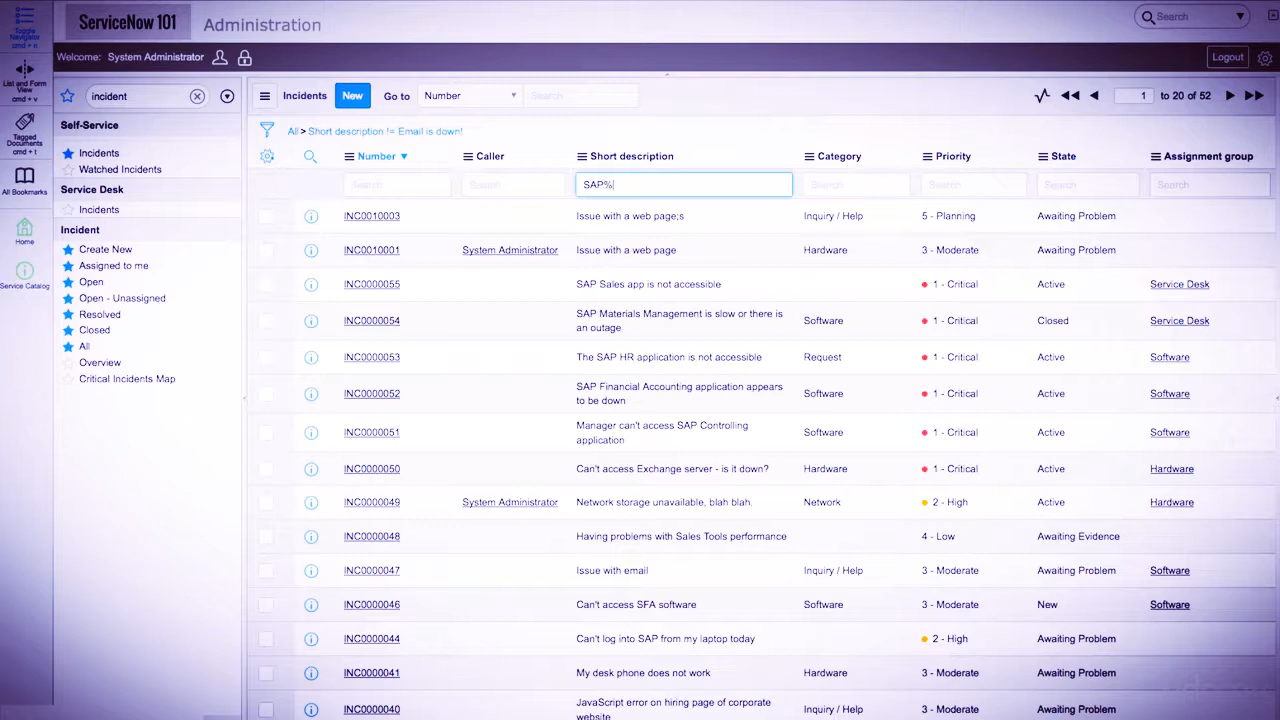 ServiceNow 101 Administration Search
Toggle
Navigator
cmd + n
Welcome: System Administrator Logout
List and Form
View
cmd + v
incident
Incidents New Go to Number Search 1 to 20 of 52
Tagged
Documents
cmd + t
All Bookmarks
Home
Service Catalog
Self-Service
Incidents
Watched Incidents
Service Desk
Incidents
Incident
Create New
Assigned to me
Open
Open - Unassigned
Resolved
Closed
All
Overview
Critical Incidents Map
All > Short description != Email is down!
Number Caller Short description Category Priority State Assignment group
Search Search SAP% Search Search Search Search
INC0010003 Issue with a web page;s Inquiry / Help 5 - Planning Awaiting Problem
INC0010001 System Administrator Issue with a web page Hardware 3 - Moderate Awaiting Problem
INC0000055 SAP Sales app is not accessible 1 - Critical Active Service Desk
INC0000054 SAP Materials Management is slow or there is
an outage Software 1 - Critical Closed Service Desk
INC0000053 The SAP HR application is not accessible Request 1 - Critical Active Software
INC0000052 SAP Financial Accounting application appears
to be down Software 1 - Critical Active Software
INC0000051 Manager can't access SAP Controlling
application Software 1 - Critical Active Software
INC0000050 Can't access Exchange server - is it down? Hardware 1 - Critical Active Hardware
INC0000049 System Administrator Network storage unavailable, blah blah. Network 2 - High Active Hardware
INC0000048 Having problems with Sales Tools performance 4 - Low Awaiting Evidence
INC0000047 Issue with email Inquiry / Help 3 - Moderate Awaiting Problem Software
INC0000046 Can't access SFA software Software 3 - Moderate New Software
INC0000044 Can't log into SAP from my laptop today 2 - High Awaiting Problem
INC0000041 My desk phone does not work Hardware 3 - Moderate Awaiting Problem
INC0000040 JavaScript error on hiring page of corporate
website Inquiry / Help 3 - Moderate Awaiting Problem